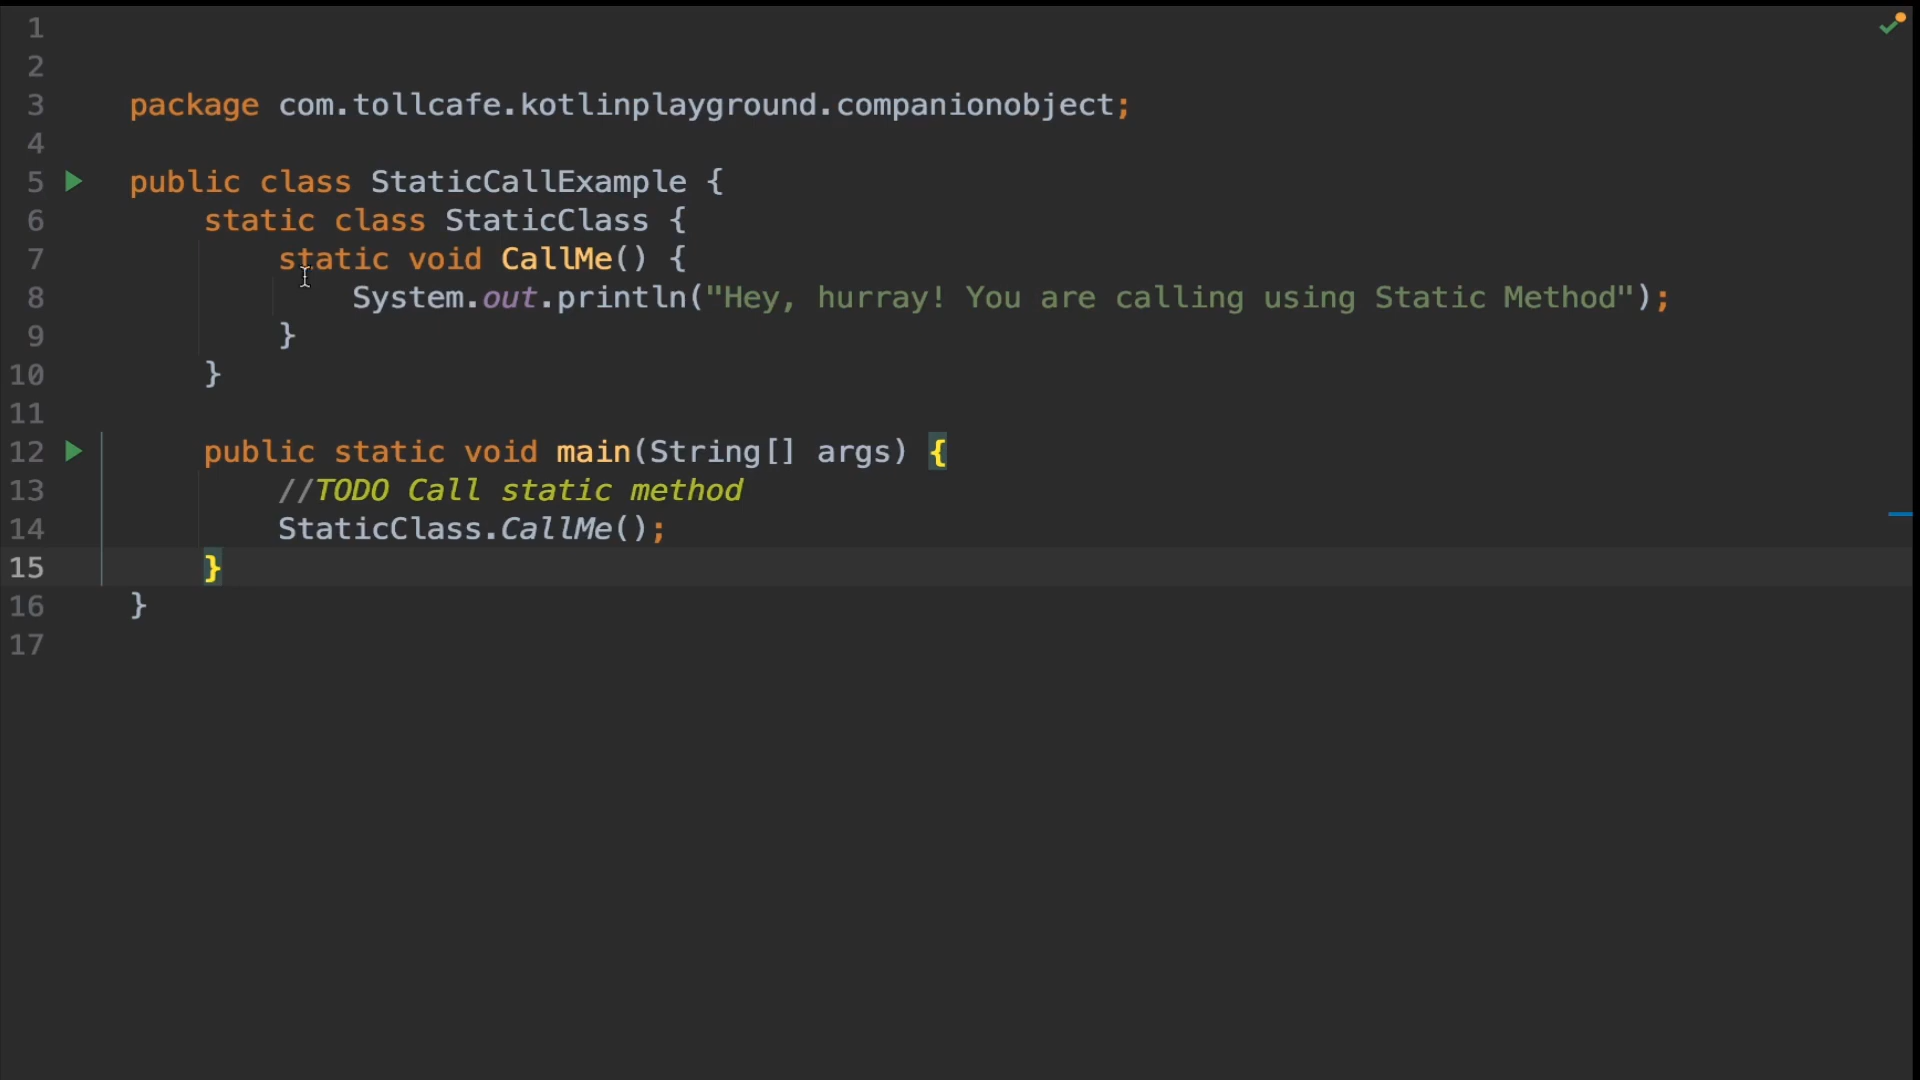 1
2
3 package com.tollcafe.kotlinplayground.companionobject;
4
5 public class StaticCallExample {
6 static class StaticClass {
7 static void CallMe() {
8 System.out.println("Hey, hurray! You are calling using Static Method");
9 }
10 }
11
12 public static void main(String[] args) {
13 //TODO Call static method
14 StaticClass.CallMe();
15 }
16 }
17